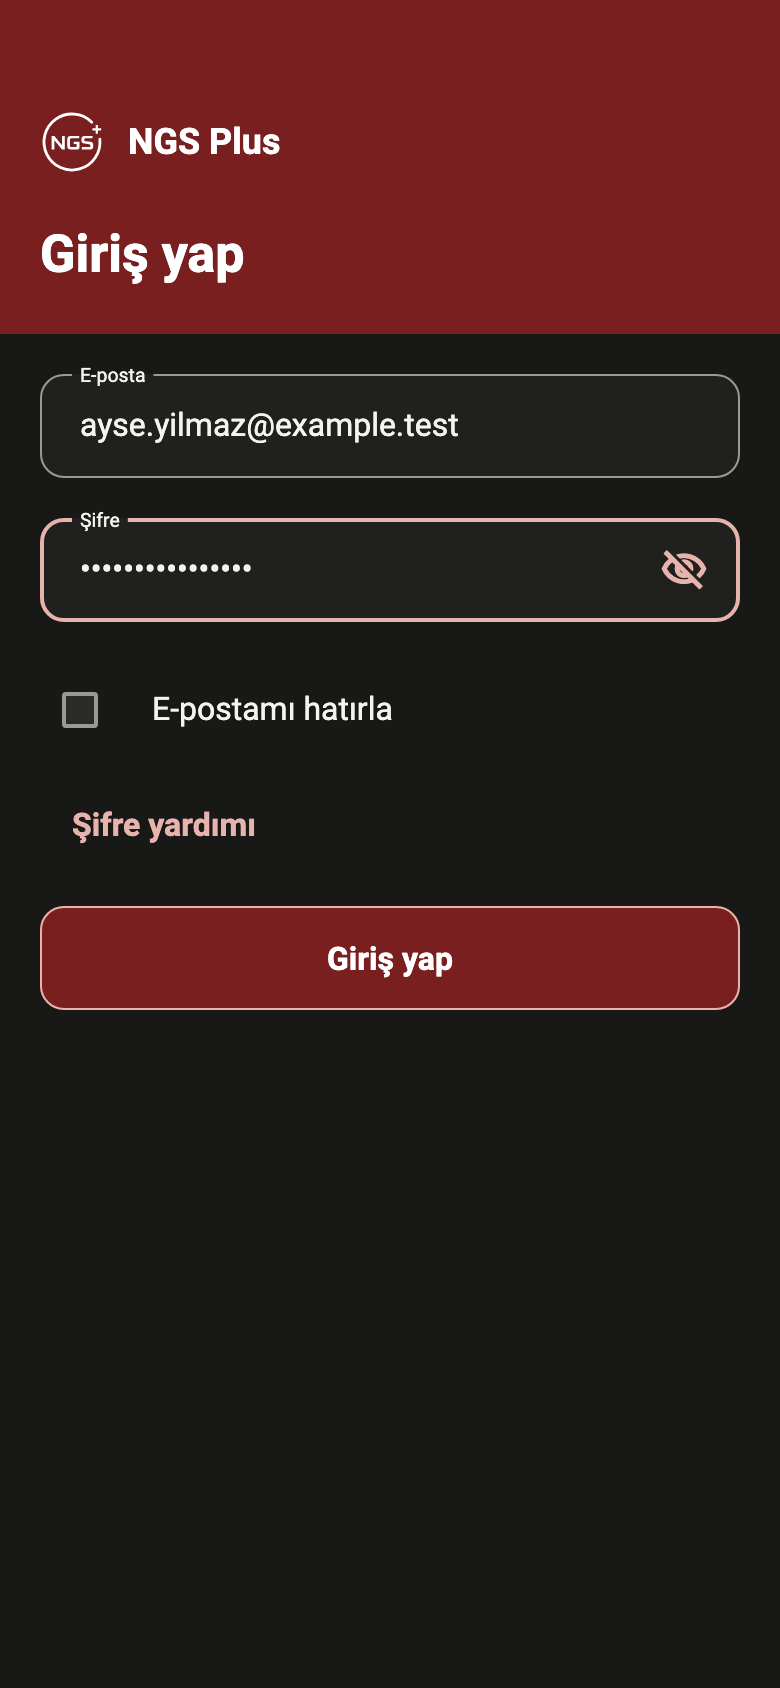 NGS+
NGS Plus
Giriş yap
E-posta
ayse.yilmaz@example.test
Şifre
••••••••••••••••
E-postamı hatırla
Şifre yardımı
Giriş yap